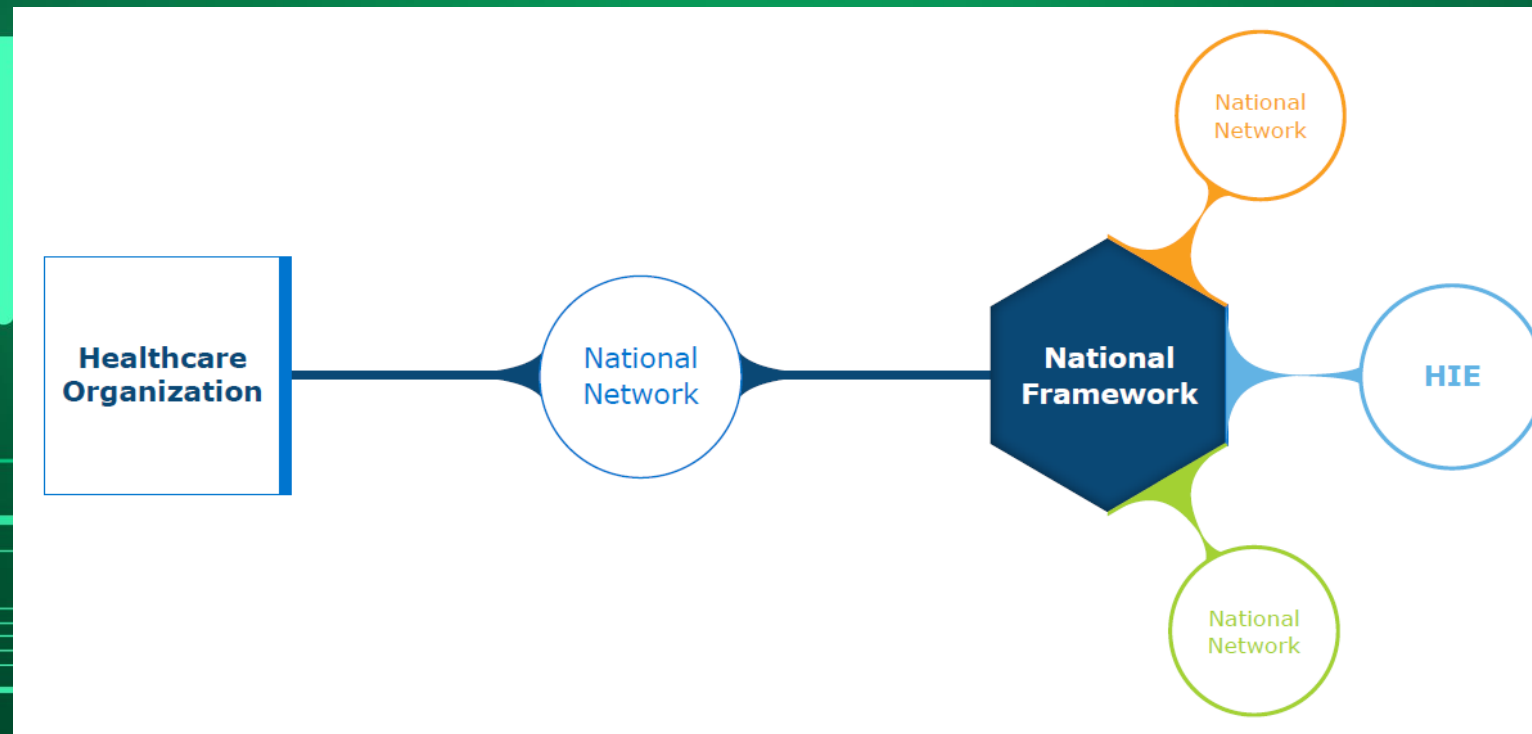 National
Network
Healthcare
Organization
National
Network
National
Framework
HIE
National
Network